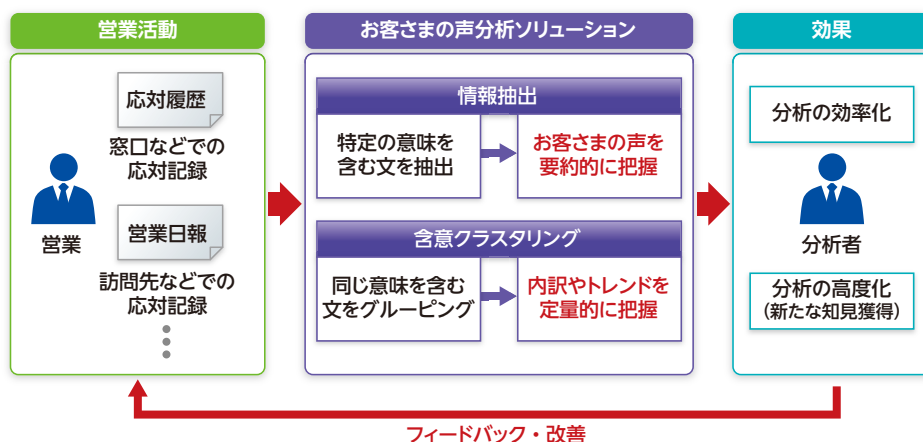 営業活動
応対履歴
窓口などでの
応対記録
営業
営業日報
訪問先などでの
応対記録
お客さまの声分析ソリューション
情報抽出
特定の意味を
含む文を抽出
お客さまの声を
要約的に把握
含意クラスタリング
同じ意味を含む
文をグルーピング
内訳やトレンドを
定量的に把握
効果
分析の効率化
分析者
分析の高度化
(新たな知見獲得)
フィードバック・改善